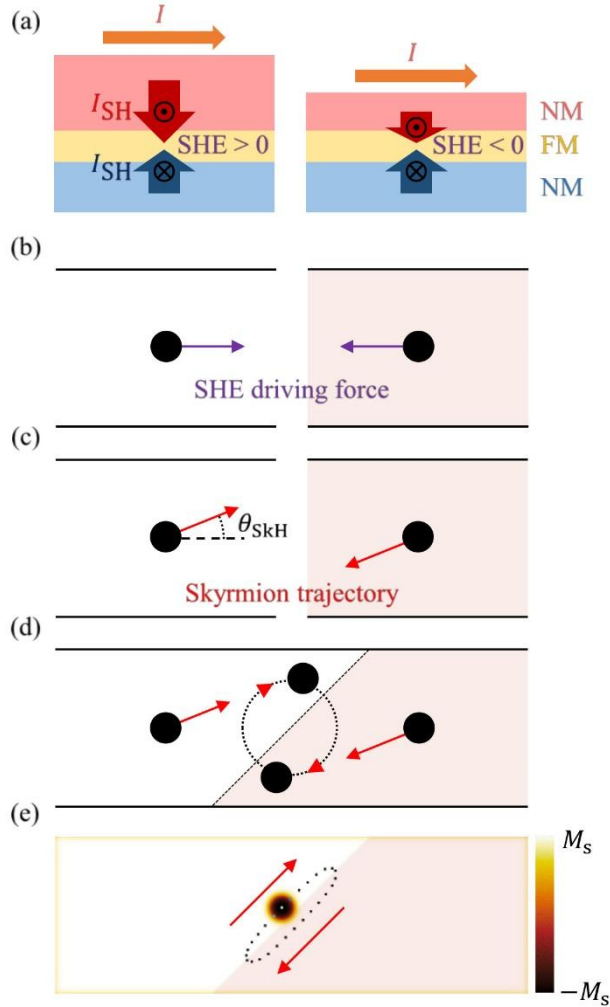 (a)
I
I
I_SH
SHE > 0
SHE < 0
NM
FM
I_SH
NM
(b)
SHE driving force
(c)
θ_SkH
Skyrmion trajectory
(d)
(e)
M_s
−M_s